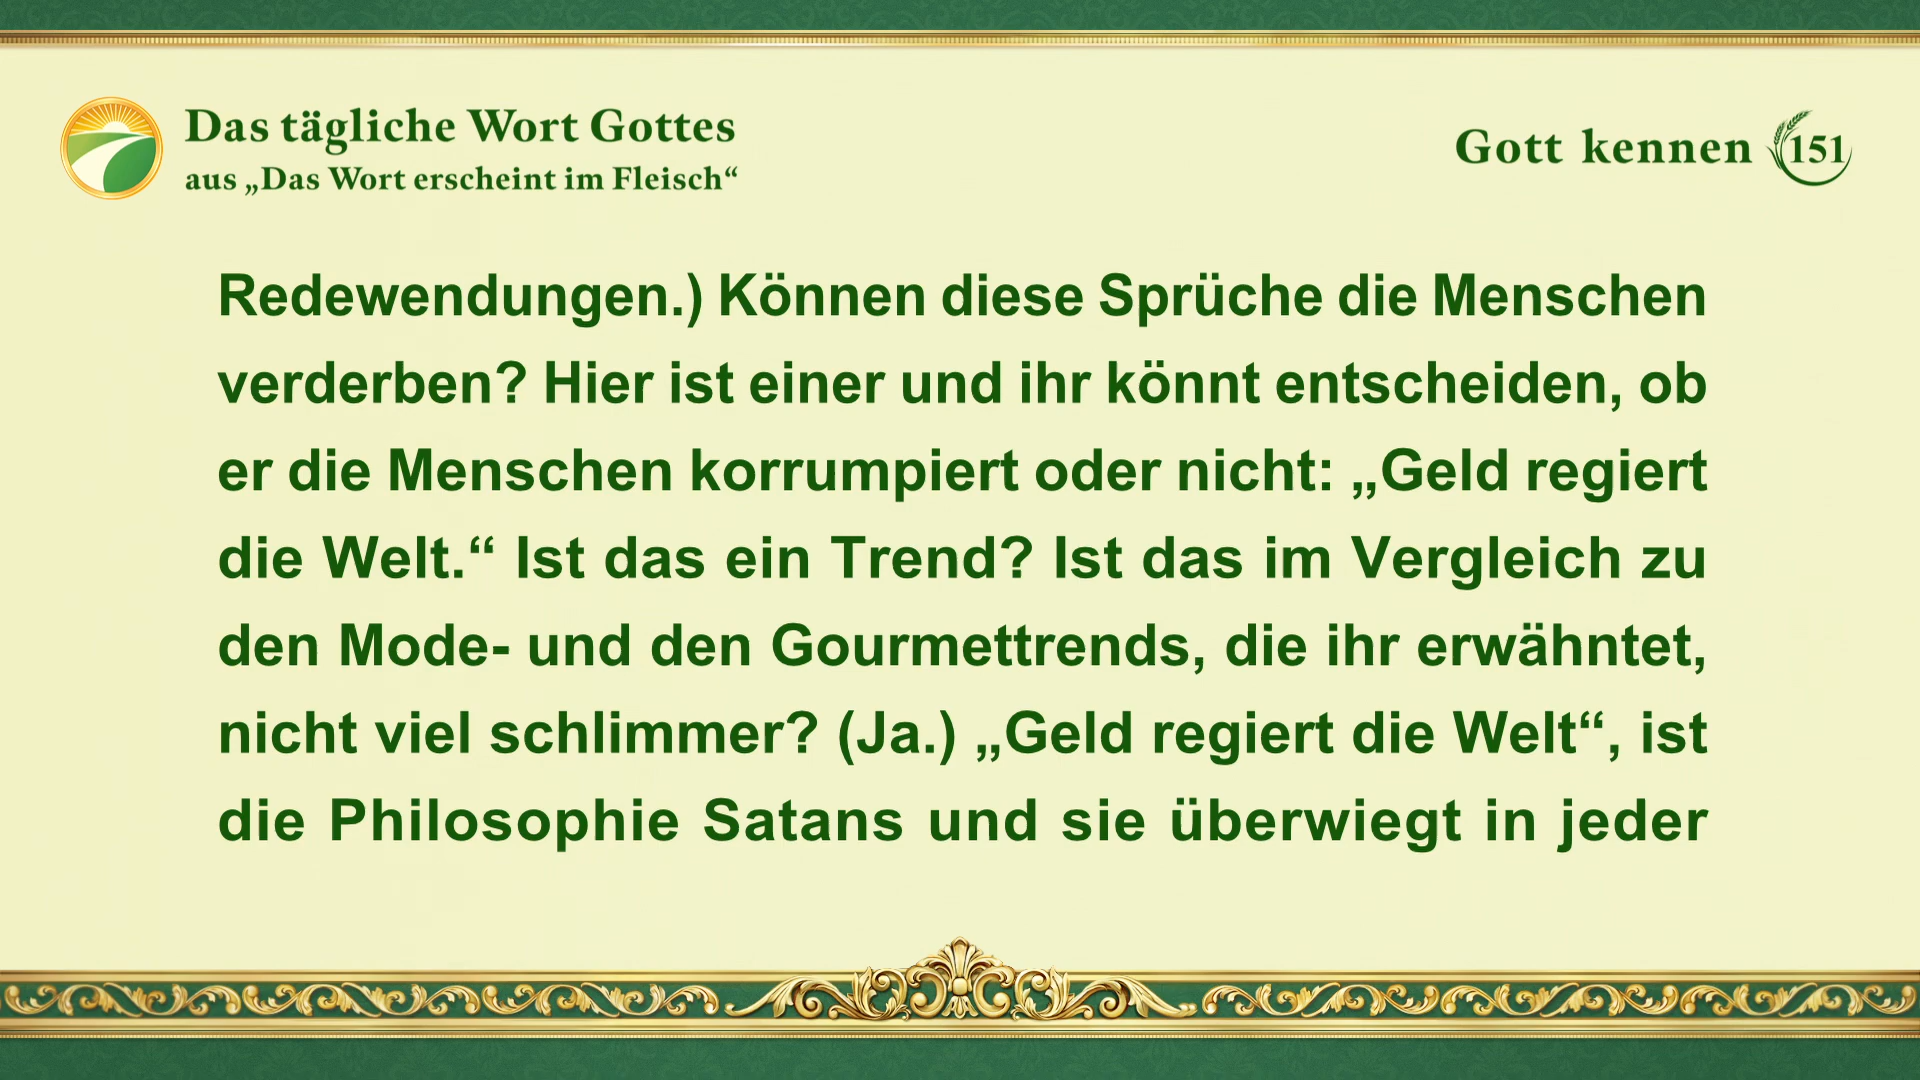 Das tägliche Wort Gottes
aus „Das Wort erscheint im Fleisch“
Gott kennen 151
Redewendungen.) Können diese Sprüche die Menschen
verderben? Hier ist einer und ihr könnt entscheiden, ob
er die Menschen korrumpiert oder nicht: „Geld regiert
die Welt.“ Ist das ein Trend? Ist das im Vergleich zu
den Mode- und den Gourmettrends, die ihr erwähntet,
nicht viel schlimmer? (Ja.) „Geld regiert die Welt“, ist
die Philosophie Satans und sie überwiegt in jeder